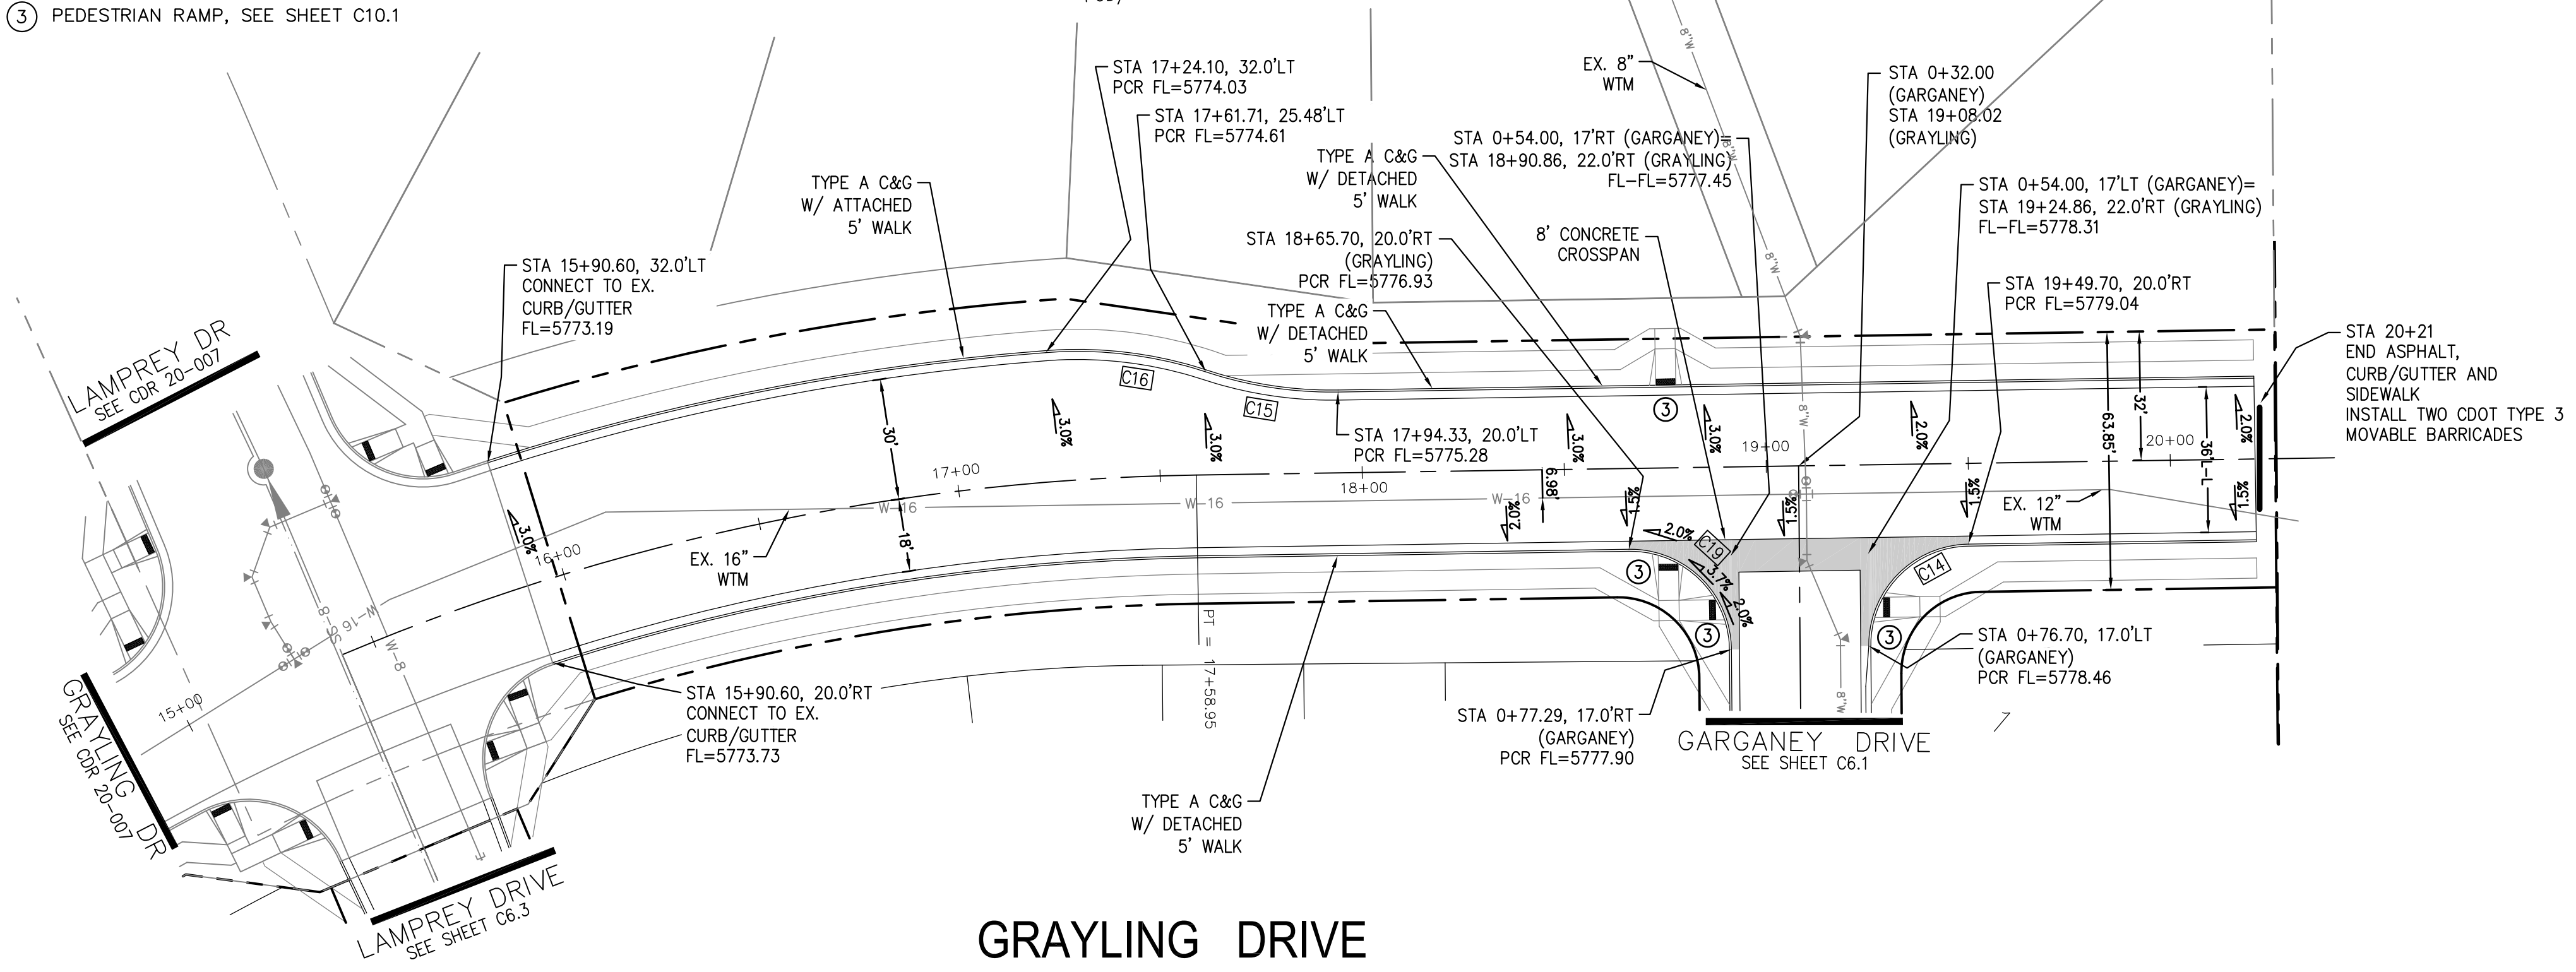 3 PEDESTRIAN RAMP, SEE SHEET C10.1
STA 17+24.10, 32.0'LT
PCR FL=5774.03
STA 17+61.71, 25.48'LT
PCR FL=5774.61
TYPE A C&G
W/ ATTACHED
5' WALK
STA 15+90.60, 32.0'LT
CONNECT TO EX.
CURB/GUTTER
FL=5773.19
EX. 8"
WTM
8"W
STA 0+32.00
(GARGANEY)
STA 19+08.02
(GRAYLING)
STA 0+54.00, 17'RT (GARGANEY)=
STA 18+90.86, 22.0'RT (GRAYLING)
FL-FL=5777.45
8"W
TYPE A C&G
W/ DETACHED
5' WALK
STA 0+54.00, 17'LT (GARGANEY)=
STA 19+24.86, 22.0'RT (GRAYLING)
FL-FL=5778.31
STA 18+65.70, 20.0'RT
(GRAYLING)
PCR FL=5776.93
8' CONCRETE
CROSSPAN
8"W
STA 19+49.70, 20.0'RT
PCR FL=5779.04
TYPE A C&G
W/ DETACHED
5' WALK
STA 20+21
END ASPHALT,
CURB/GUTTER AND
SIDEWALK
INSTALL TWO CDOT TYPE 3
MOVABLE BARRICADES
LAMPREY DR
SEE CDR 20-007
C16
C15
3
30'
3.0%
3.0%
3.0%
3.0%
8"W
2.0%
63.85'
32'
36'L-L
2.0%
STA 17+94.33, 20.0'LT
PCR FL=5775.28
17+00
18+00
19+00
20+00
W-16
W-16
W-16
6.98'
2.0%
1.5%
1.5%
1.5%
1.5%
EX. 12"
WTM
3.0%
16+00
18'
EX. 16"
WTM
2.0%
C19
3.7%
2.0%
C14
3
3
3
W-16
SS-8
W-8
15+00
PT = 17+58.95
STA 0+76.70, 17.0'LT
(GARGANEY)
PCR FL=5778.46
STA 15+90.60, 20.0'RT
CONNECT TO EX.
CURB/GUTTER
FL=5773.73
STA 0+77.29, 17.0'RT
(GARGANEY)
PCR FL=5777.90
8"W
GARGANEY DRIVE
SEE SHEET C6.1
GRAYLING DR
SEE CDR 20-007
TYPE A C&G
W/ DETACHED
5' WALK
LAMPREY DRIVE
SEE SHEET C6.3
GRAYLING DRIVE